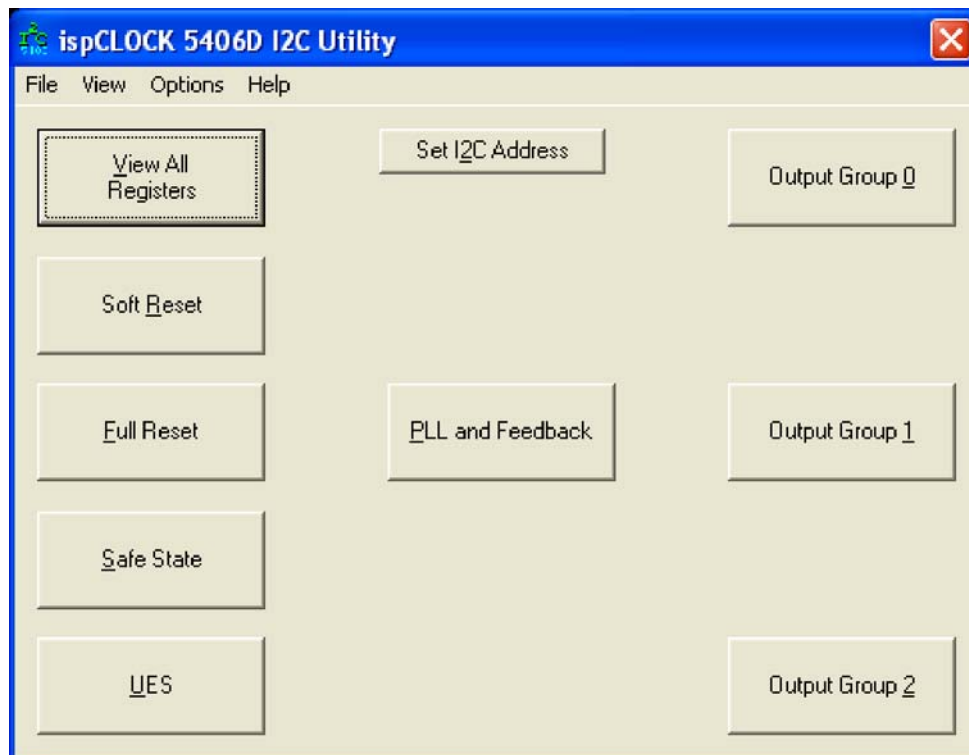 ispCLOCK 5406D I2C Utility
File View Options Help
View All
Registers
Set I2C Address
Output Group 0
Soft Reset
Full Reset
PLL and Feedback
Output Group 1
Safe State
UES
Output Group 2